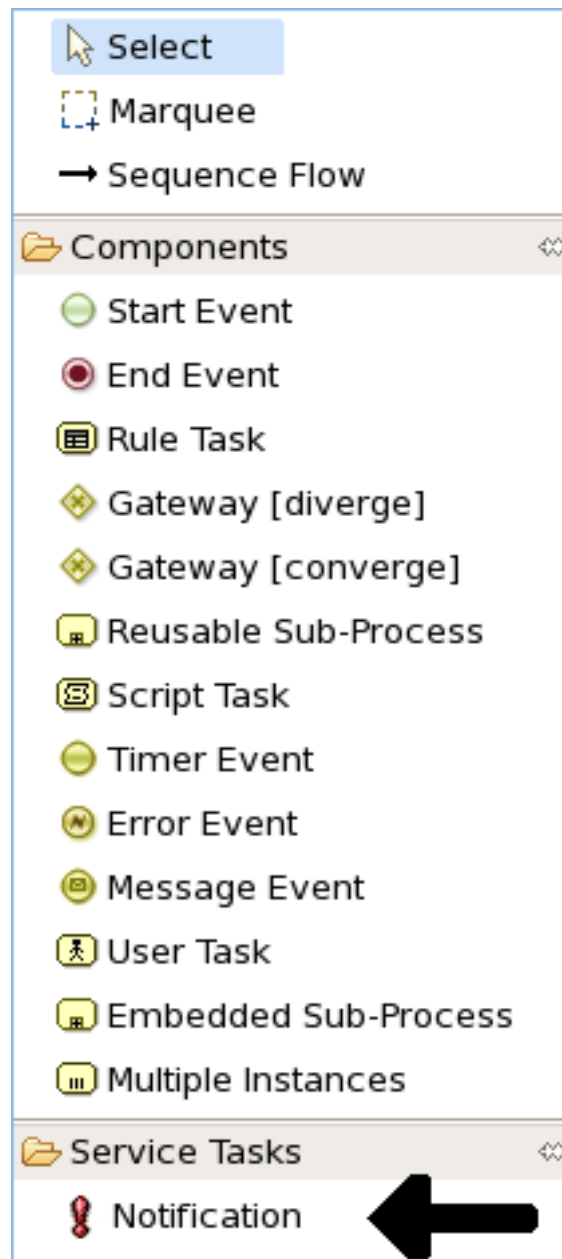 Select
Marquee
Sequence Flow
Components
Start Event
End Event
Rule Task
Gateway [diverge]
Gateway [converge]
Reusable Sub-Process
Script Task
Timer Event
Error Event
Message Event
User Task
Embedded Sub-Process
Multiple Instances
Service Tasks
Notification